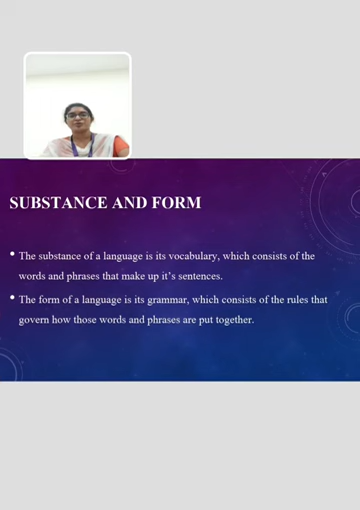 SUBSTANCE AND FORM
• The substance of a language is its vocabulary, which consists of the
words and phrases that make up it’s sentences.
• The form of a language is its grammar, which consists of the rules that
govern how those words and phrases are put together.